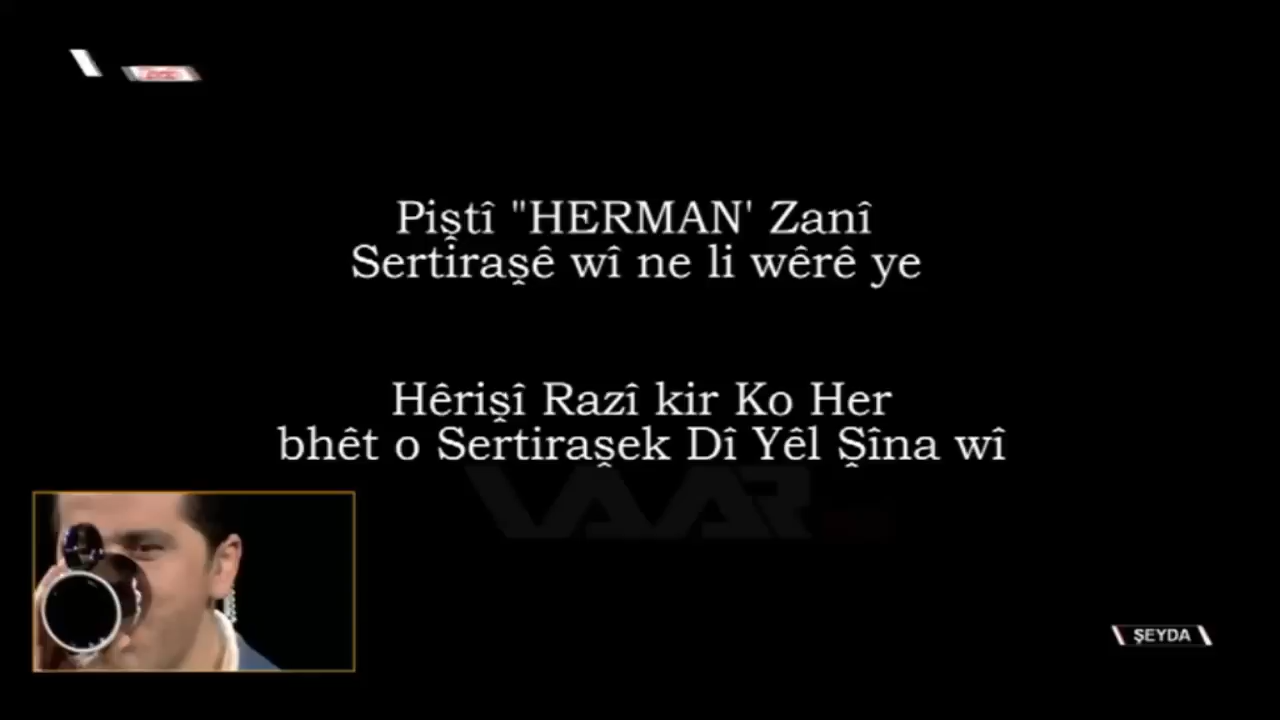 Piştî "HERMAN' Zanî
Sertiraşê wî ne li wêrê ye
Hêrişî Razî kir Ko Her
bhêt o Sertiraşek Dî Yêl Şîna wî
VAAR
ŞEYDA